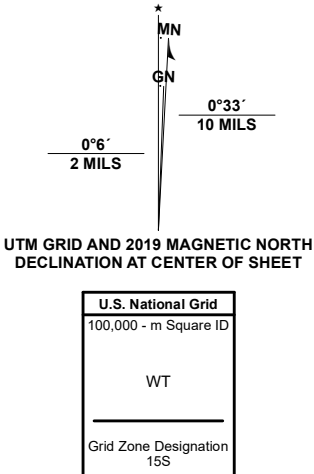 ★
MN
GN
0°33´
10 MILS
0°6´
2 MILS
UTM GRID AND 2019 MAGNETIC NORTH
DECLINATION AT CENTER OF SHEET
U.S. National Grid
100,000 - m Square ID
WT
Grid Zone Designation
15S